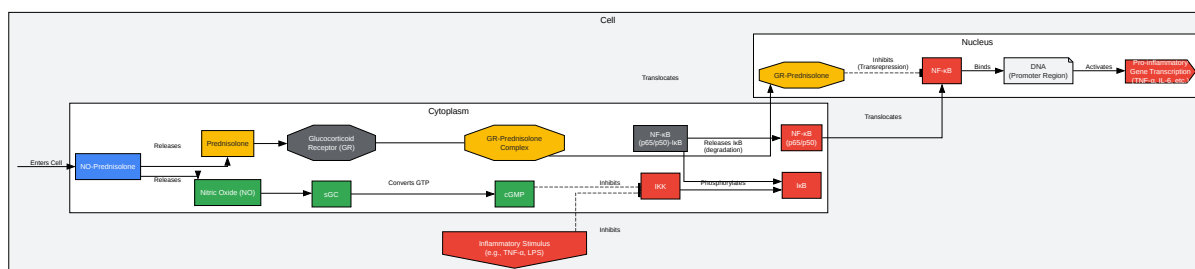 Cell
Nucleus
GR-Prednisolone
Inhibits
(Transrepression)
NF-κB
Binds
DNA
(Promoter Region)
Activates
Pro-inflammatory
Gene Transcription
(TNF-α, IL-6, etc.)
Translocates
Cytoplasm
Enters Cell
NO-Prednisolone
Releases
Prednisolone
Glucocorticoid
Receptor (GR)
GR-Prednisolone
Complex
NF-κB
(p65/p50)-IκB
Releases IκB
(degradation)
NF-κB
(p65/p50)
Translocates
Releases
Nitric Oxide (NO)
sGC
Converts GTP
cGMP
Inhibits
IKK
Phosphorylates
IκB
Inhibits
Inflammatory Stimulus
(e.g., TNF-α, LPS)